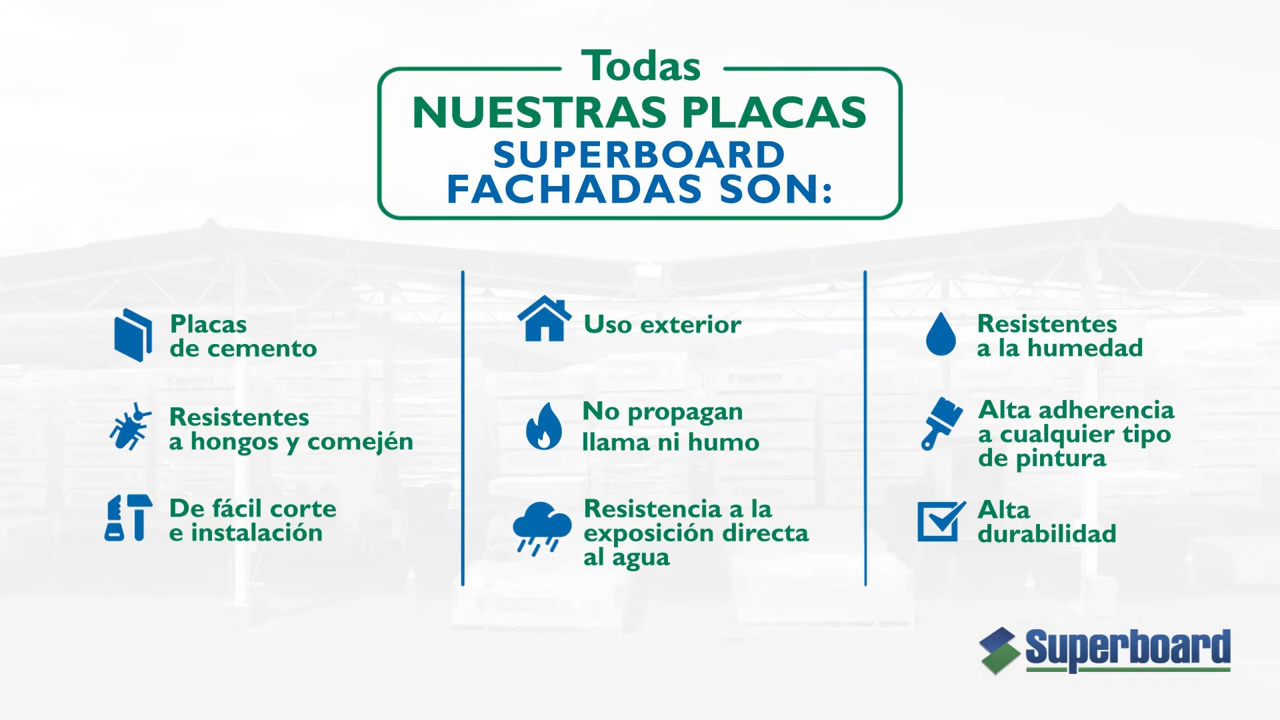 Todas
NUESTRAS PLACAS
SUPERBOARD
FACHADAS SON:
Placas
de cemento
Resistentes
a hongos y comején
De fácil corte
e instalación
Uso exterior
No propagan
llama ni humo
Resistencia a la
exposición directa
al agua
Resistentes
a la humedad
Alta adherencia
a cualquier tipo
de pintura
Alta
durabilidad
Superboard